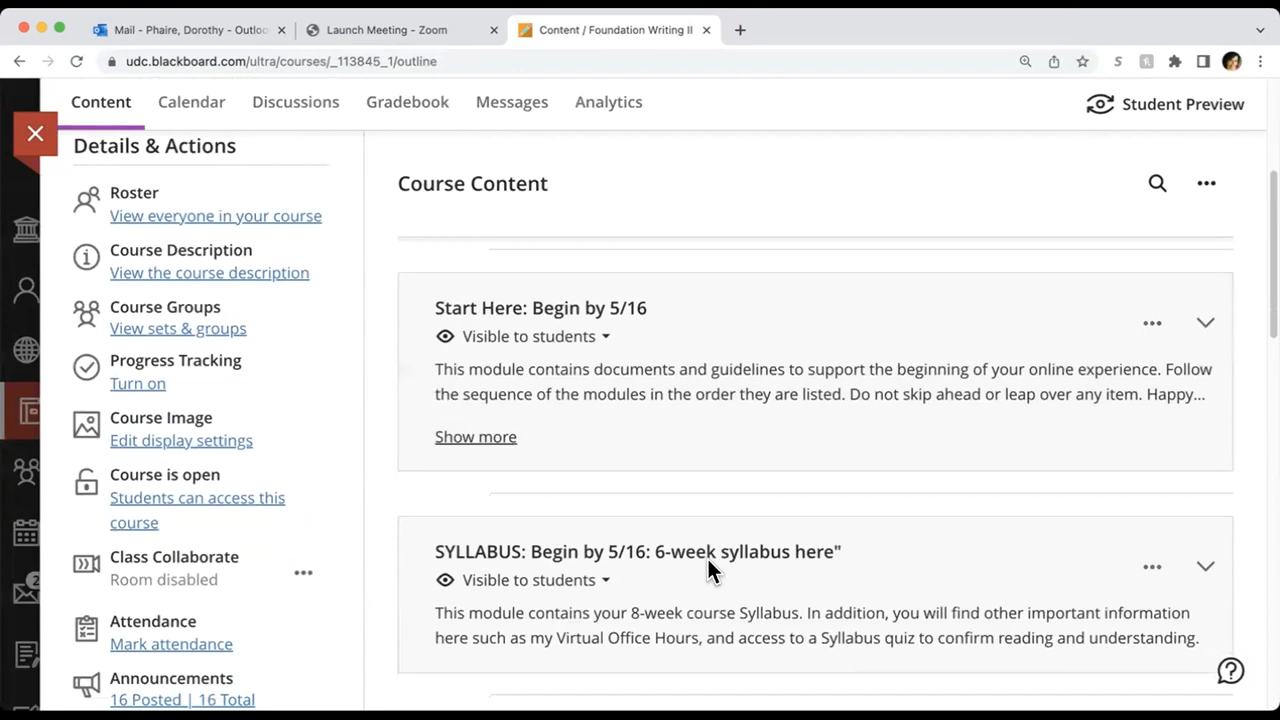 Mail - Phaire, Dorothy - Outloo
Launch Meeting - Zoom
Content / Foundation Writing II
udc.blackboard.com/ultra/courses/_113845_1/outline
Content
Calendar
Discussions
Gradebook
Messages
Analytics
Student Preview
Details & Actions
Roster
View everyone in your course
Course Description
View the course description
Course Groups
View sets & groups
Progress Tracking
Turn on
Course Image
Edit display settings
Course is open
Students can access this
course
Class Collaborate
Room disabled
Attendance
Mark attendance
Announcements
16 Posted | 16 Total
2
Course Content
Start Here: Begin by 5/16
Visible to students
This module contains documents and guidelines to support the beginning of your online experience. Follow
the sequence of the modules in the order they are listed. Do not skip ahead or leap over any item. Happy...
Show more
SYLLABUS: Begin by 5/16: 6-week syllabus here"
Visible to students
This module contains your 8-week course Syllabus. In addition, you will find other important information
here such as my Virtual Office Hours, and access to a Syllabus quiz to confirm reading and understanding.